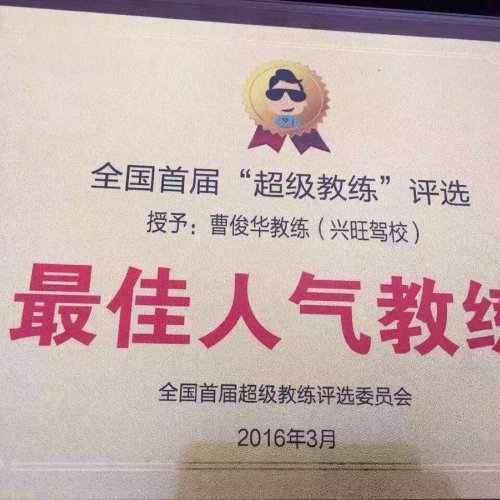 全国首届“超级教练”评选
授予：曹俊华教练（兴旺驾校）
最佳人气教练
全国首届超级教练评选委员会
2016年3月